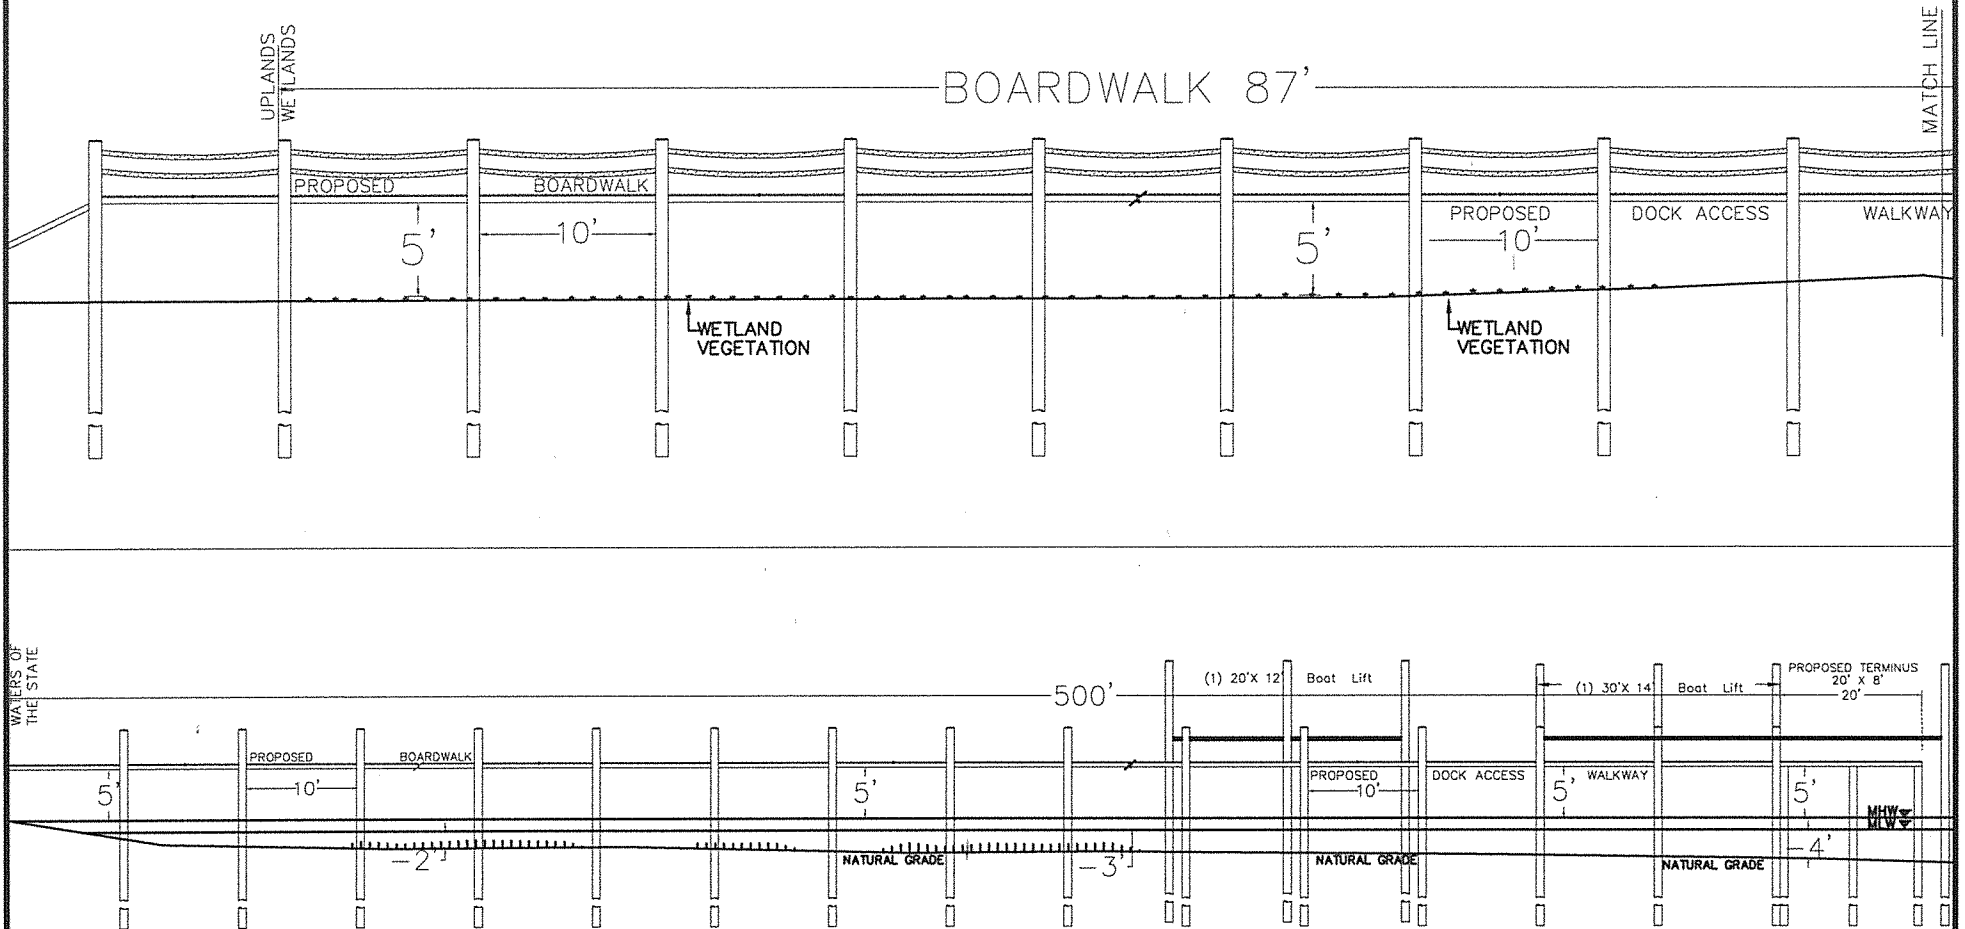 UPLANDS
WETLANDS
BOARDWALK 87'
MATCH LINE
PROPOSED BOARDWALK
5'
10'
5'
PROPOSED DOCK ACCESS WALKWAY
10'
WETLAND
VEGETATION
WETLAND
VEGETATION
WATERS OF
THE STATE
500'
(1) 20'X 12' Boat Lift
(1) 30'X 14' Boat Lift
PROPOSED TERMINUS
20' X 8'
20'
PROPOSED BOARDWALK
5'
10'
5'
PROPOSED DOCK ACCESS WALKWAY
10'
5'
5'
MHW
MLW
-2'
NATURAL GRADE
-3'
NATURAL GRADE
NATURAL GRADE
-4'